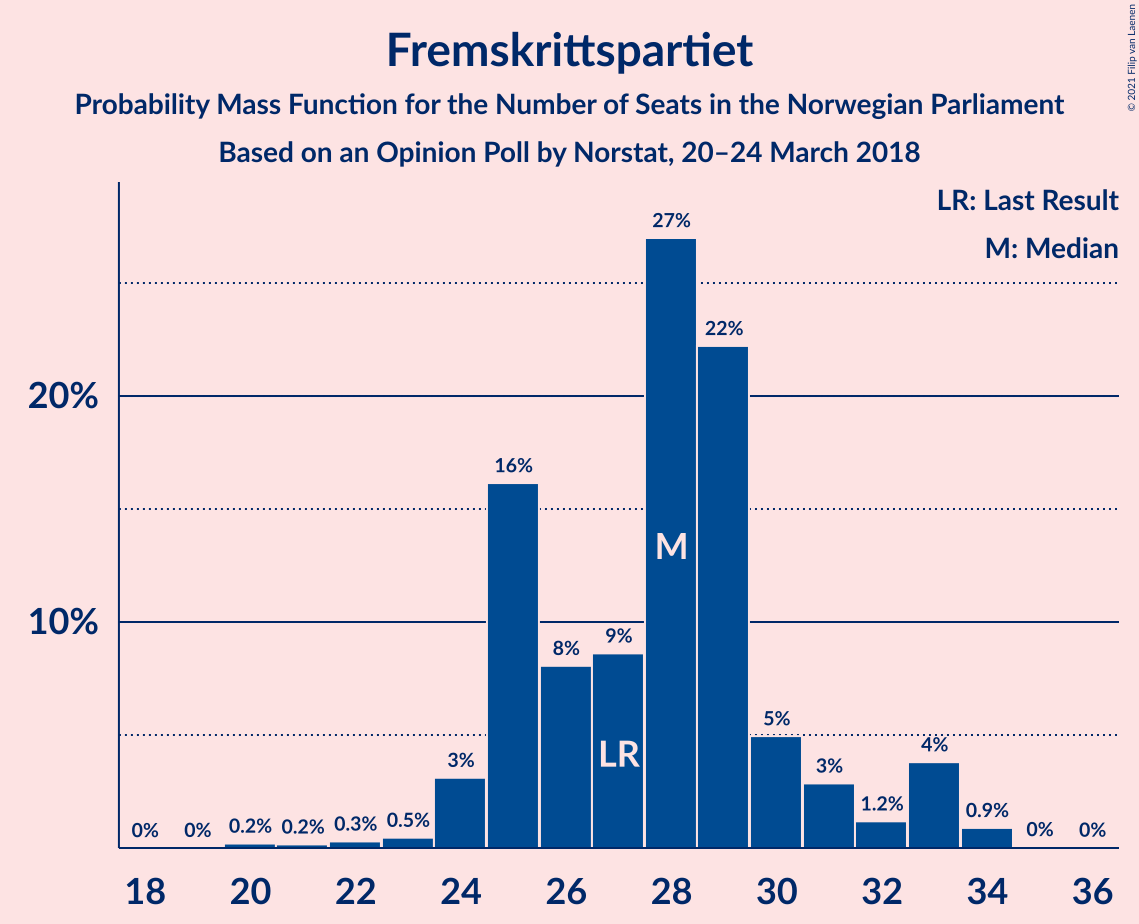 Fremskrittspartiet
Probability Mass Function for the Number of Seats in the Norwegian Parliament
Based on an Opinion Poll by Norstat, 20–24 March 2018
© 2021 Filip van Laenen
LR: Last Result
M: Median
20%
10%
0%
0%
0.2%
0.2%
0.3%
0.5%
3%
16%
8%
9%
27%
22%
5%
3%
1.2%
4%
0.9%
0%
0%
LR
M
18 20 22 24 26 28 30 32 34 36